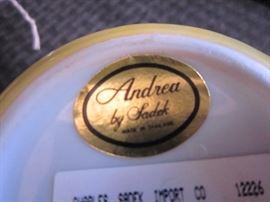 Andrea
by Sadek
MADE IN THAILAND
CHARLES SADEK IMPORT CO 12226